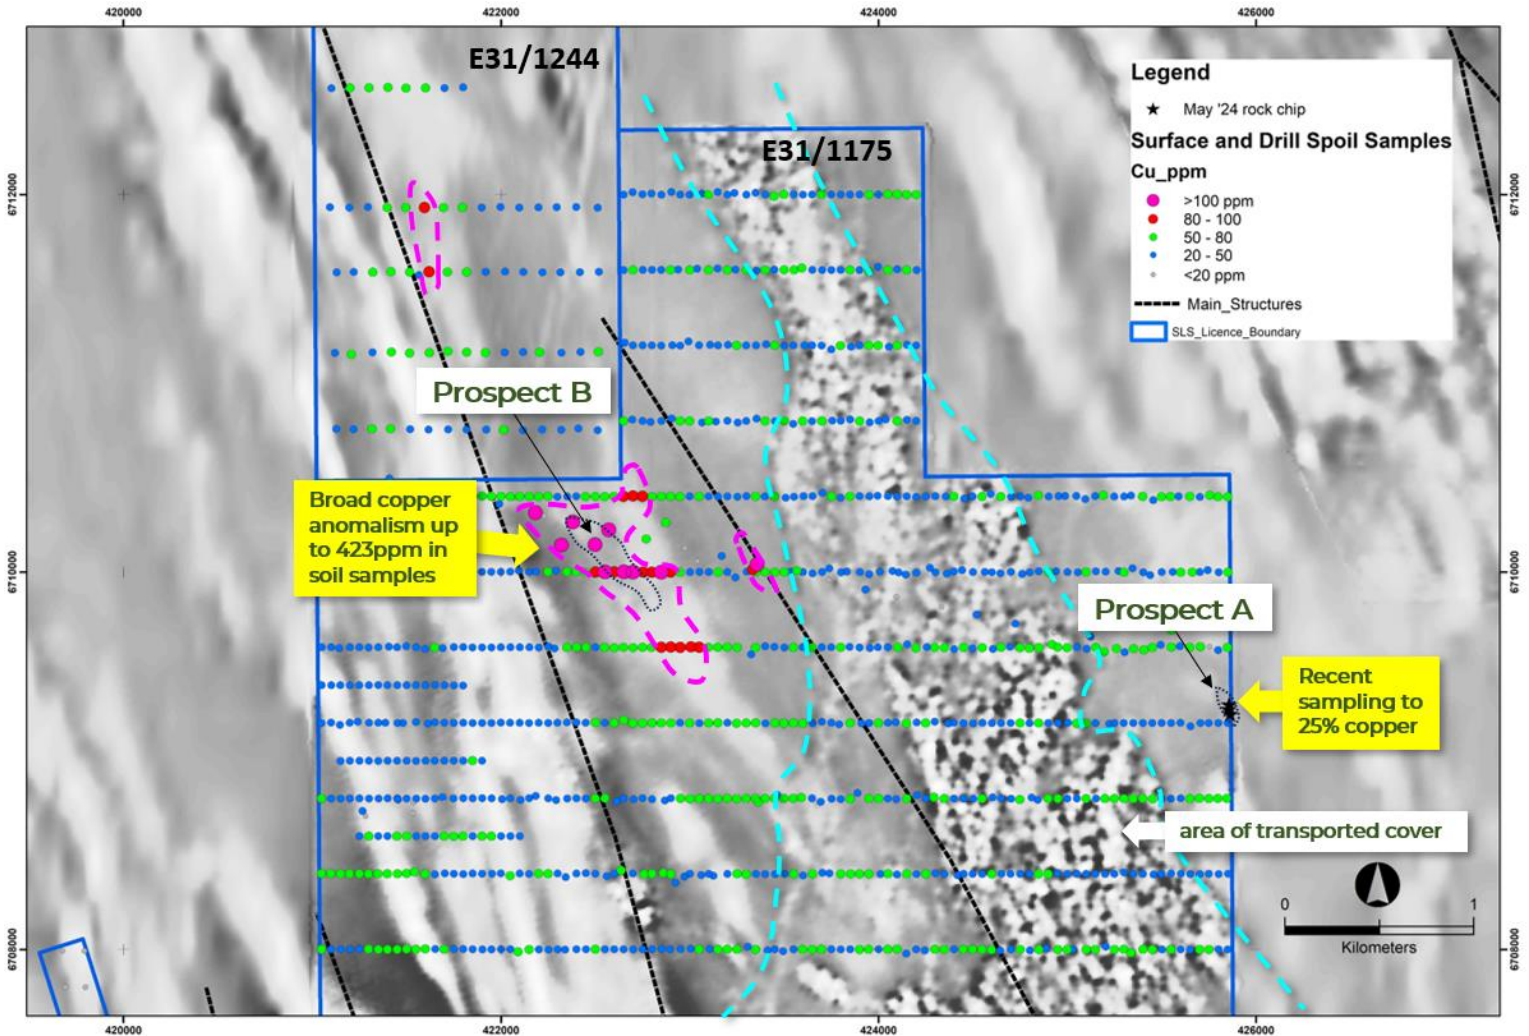 420000
422000
424000
426000
E31/1244
Legend
May '24 rock chip
Surface and Drill Spoil Samples
E31/1175
Cu_ppm
6712000
6712000
>100 ppm
80 - 100
50 - 80
20 - 50
<20 ppm
Main_Structures
SLS_Licence_Boundary
Prospect B
Broad copper
anomalism up
to 423ppm in
soil samples
6710000
6710000
Prospect A
Recent
sampling to
25% copper
area of transported cover
0
1
Kilometers
6708000
6708000
420000
422000
424000
426000